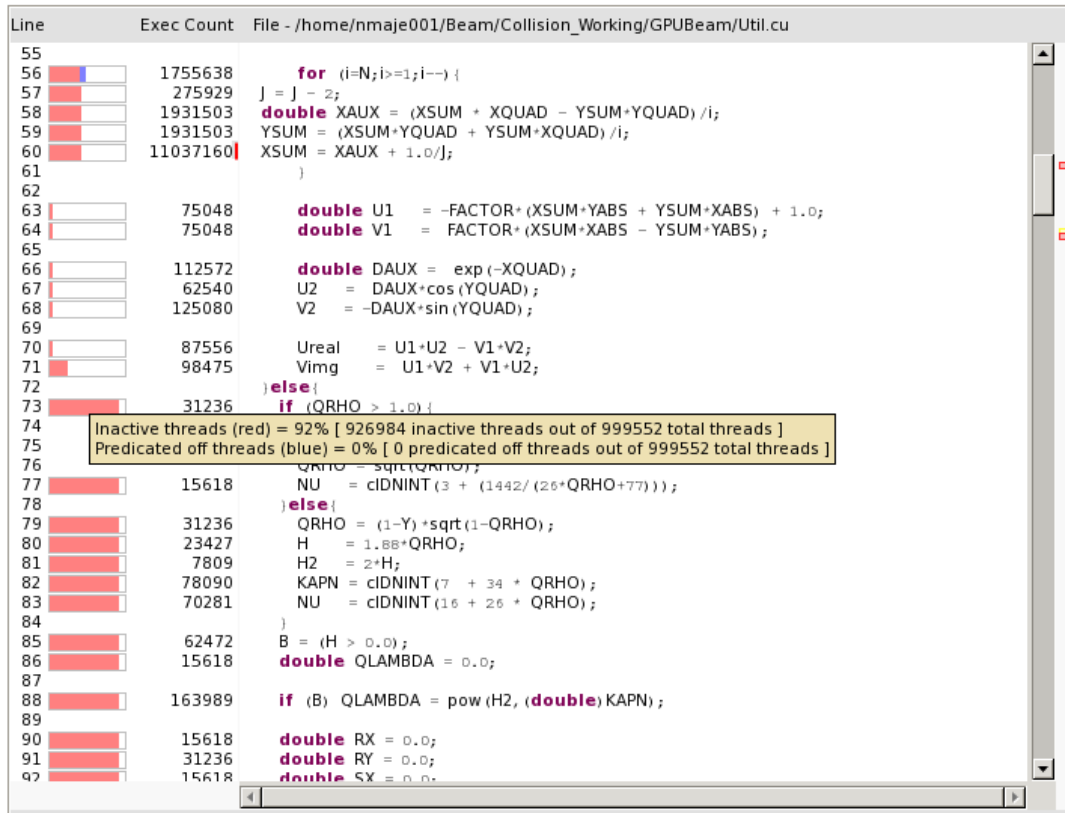 Line Exec Count File - /home/nmaje001/Beam/Collision_Working/GPUBeam/Util.cu
55
56 1755638 for (i=N;i>=1;i--){
57 275929 J = J - 2;
58 1931503 double XAUX = (XSUM * XQUAD - YSUM*YQUAD)/i;
59 1931503 YSUM = (XSUM*YQUAD + YSUM*XQUAD)/i;
60 11037160 XSUM = XAUX + 1.0/J;
61 }
62
63 75048 double U1 = -FACTOR*(XSUM*YABS + YSUM*XABS) + 1.0;
64 75048 double V1 = FACTOR*(XSUM*XABS - YSUM*YABS);
65
66 112572 double DAUX = exp(-XQUAD);
67 62540 U2 = DAUX*cos(YQUAD);
68 125080 V2 = -DAUX*sin(YQUAD);
69
70 87556 Ureal = U1*U2 - V1*V2;
71 98475 Vimg = U1*V2 + V1*U2;
72 }else{
73 31236 if (QRHO > 1.0){
74 Inactive threads (red) = 92% [ 926984 inactive threads out of 999552 total threads ]
75 Predicated off threads (blue) = 0% [ 0 predicated off threads out of 999552 total threads ]
76 QRHO = sqrt(QRHO);
77 15618 NU = cIDNINT(3 + (1442/(26*QRHO+77)));
78 }else{
79 31236 QRHO = (1-Y)*sqrt(1-QRHO);
80 23427 H = 1.88*QRHO;
81 7809 H2 = 2*H;
82 78090 KAPN = cIDNINT(7 + 34 * QRHO);
83 70281 NU = cIDNINT(16 + 26 * QRHO);
84 }
85 62472 B = (H > 0.0);
86 15618 double QLAMBDA = 0.0;
87
88 163989 if (B) QLAMBDA = pow(H2, (double)KAPN);
89
90 15618 double RX = 0.0;
91 31236 double RY = 0.0;
92 15618 double SX = 0.0;